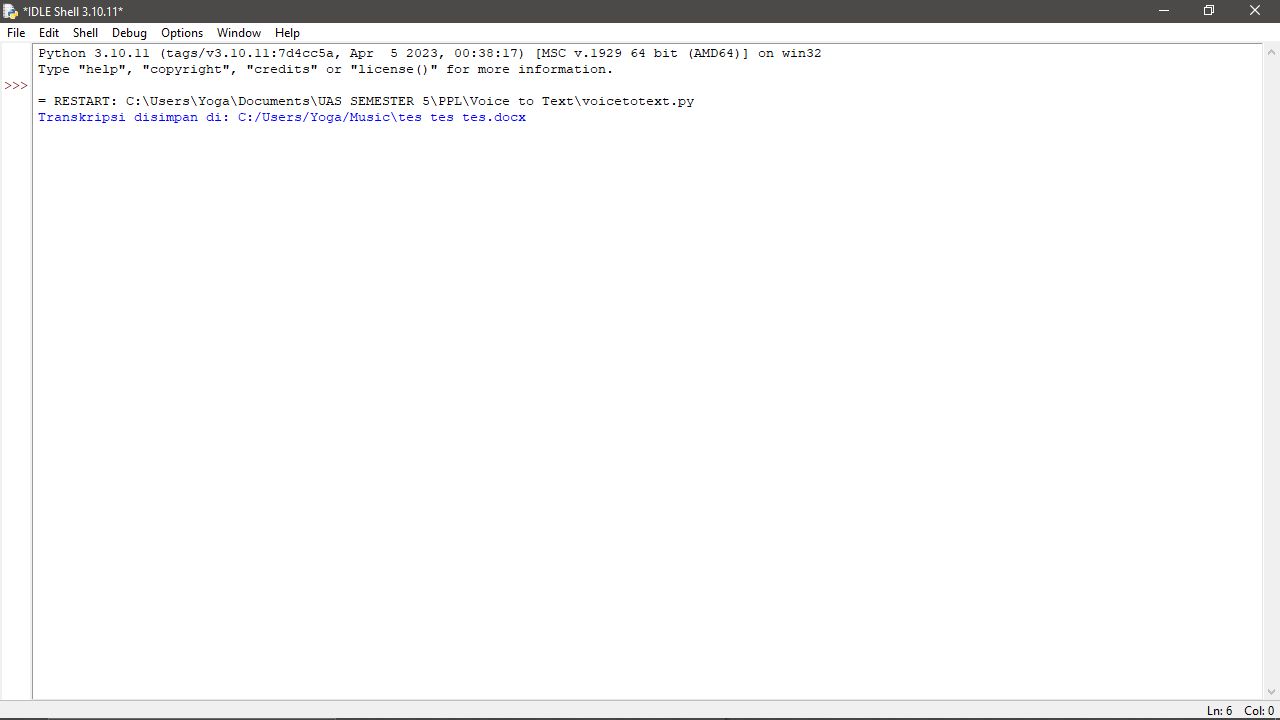 *IDLE Shell 3.10.11*
File Edit Shell Debug Options Window Help
Python 3.10.11 (tags/v3.10.11:7d4cc5a, Apr  5 2023, 00:38:17) [MSC v.1929 64 bit (AMD64)] on win32
Type "help", "copyright", "credits" or "license()" for more information.
>>>
= RESTART: C:\Users\Yoga\Documents\UAS SEMESTER 5\PPL\Voice to Text\voicetotext.py
Transkripsi disimpan di: C:/Users/Yoga/Music\tes tes tes.docx
Ln: 6 Col: 0